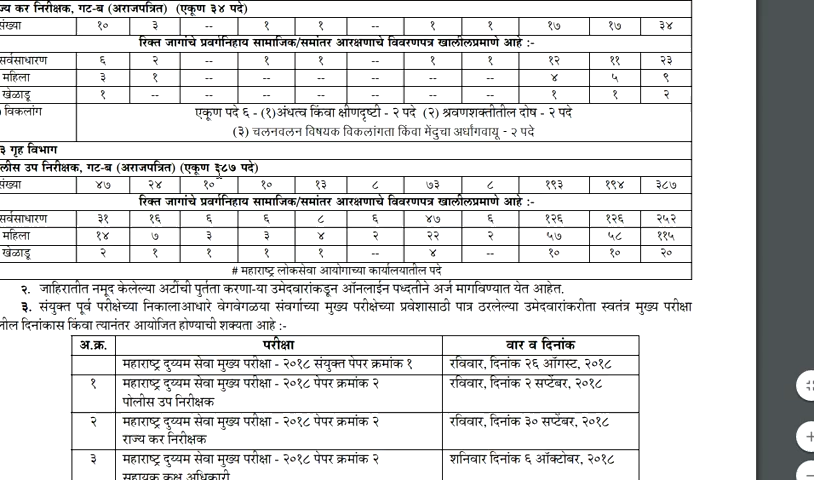 ज्य कर निरीक्षक, गट-ब (अराजपत्रित) (एकूण ३४ पदे)
संख्या १० ३ -- १ १ -- १ १ १७ १७ ३४
रिक्त जागांचे प्रवर्गनिहाय सामाजिक/समांतर आरक्षणाचे विवरणपत्र खालीलप्रमाणे आहे :-
सर्वसाधारण ६ २ -- १ १ -- १ १ १२ ११ २३
महिला ३ १ -- -- -- -- -- -- ४ ५ ९
खेळाडू १ -- -- -- -- -- -- -- १ १ २
विकलांग एकूण पदे ६ - (१)अंधत्व किंवा क्षीणदृष्टी - २ पदे (२) श्रवणशक्तीतील दोष - २ पदे
(३) चलनवलन विषयक विकलांगता किंवा मेंदुचा अर्धांगवायू - २ पदे
३ गृह विभाग
लीस उप निरीक्षक, गट-ब (अराजपत्रित) (एकूण ३८७ पदे)
संख्या ४७ २४ १० १० १३ ८ ७३ ८ १९३ १९४ ३८७
रिक्त जागांचे प्रवर्गनिहाय सामाजिक/समांतर आरक्षणाचे विवरणपत्र खालीलप्रमाणे आहे :-
सर्वसाधारण ३१ १६ ६ ६ ८ ६ ४७ ६ १२६ १२६ २५२
महिला १४ ७ ३ ३ ४ २ २२ २ ५७ ५८ ११५
खेळाडू २ १ १ १ १ -- ४ -- १० १० २०
# महाराष्ट्र लोकसेवा आयोगाच्या कार्यालयातील पदे
२. जाहिरातीत नमूद केलेल्या अटींची पुर्तता करणा-या उमेदवारांकडून ऑनलाईन पध्दतीने अर्ज मागविण्यात येत आहेत.
३. संयुक्त पूर्व परीक्षेच्या निकालाआधारे वेगवेगळया संवर्गाच्या मुख्य परीक्षेच्या प्रवेशासाठी पात्र ठरलेल्या उमेदवारांकरीता स्वतंत्र मुख्य परीक्षा
लील दिनांकास किंवा त्यानंतर आयोजित होण्याची शक्यता आहे :-
अ.क्र. परीक्षा वार व दिनांक
महाराष्ट्र दुय्यम सेवा मुख्य परीक्षा - २०१८ संयुक्त पेपर क्रमांक १ रविवार, दिनांक २६ ऑगस्ट, २०१८
१ महाराष्ट्र दुय्यम सेवा मुख्य परीक्षा - २०१८ पेपर क्रमांक २ रविवार, दिनांक २ सप्टेंबर, २०१८
पोलीस उप निरीक्षक
२ महाराष्ट्र दुय्यम सेवा मुख्य परीक्षा - २०१८ पेपर क्रमांक २ रविवार, दिनांक ३० सप्टेंबर, २०१८
राज्य कर निरीक्षक
३ महाराष्ट्र दुय्यम सेवा मुख्य परीक्षा - २०१८ पेपर क्रमांक २ शनिवार दिनांक ६ ऑक्टोबर, २०१८
सहायक कक्ष अधिकारी